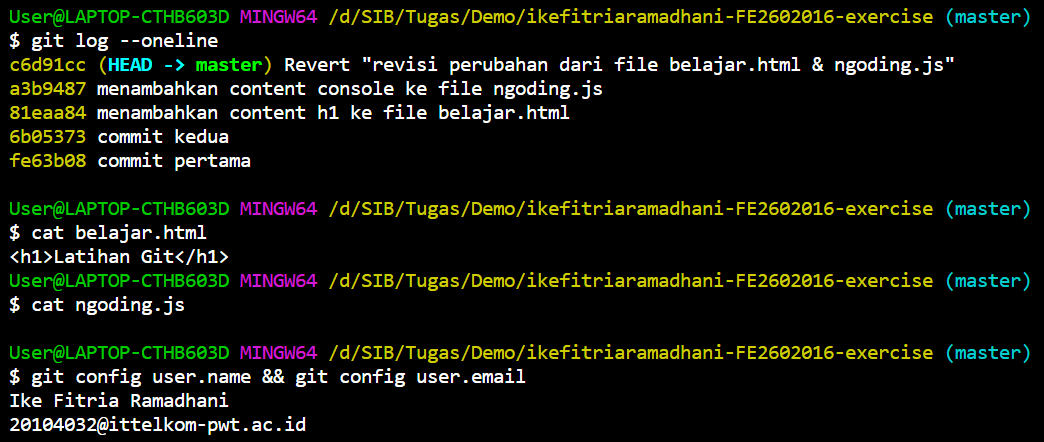 User@LAPTOP-CTHB603D MINGW64 /d/SIB/Tugas/Demo/ikefitriaramadhani-FE2602016-exercise (master)
$ git log --oneline
c6d91cc (HEAD -> master) Revert "revisi perubahan dari file belajar.html & ngoding.js"
a3b9487 menambahkan content console ke file ngoding.js
81eaa84 menambahkan content h1 ke file belajar.html
6b05373 commit kedua
fe63b08 commit pertama
User@LAPTOP-CTHB603D MINGW64 /d/SIB/Tugas/Demo/ikefitriaramadhani-FE2602016-exercise (master)
$ cat belajar.html
<h1>Latihan Git</h1>
User@LAPTOP-CTHB603D MINGW64 /d/SIB/Tugas/Demo/ikefitriaramadhani-FE2602016-exercise (master)
$ cat ngoding.js
User@LAPTOP-CTHB603D MINGW64 /d/SIB/Tugas/Demo/ikefitriaramadhani-FE2602016-exercise (master)
$ git config user.name && git config user.email
Ike Fitria Ramadhani
20104032@ittelkom-pwt.ac.id